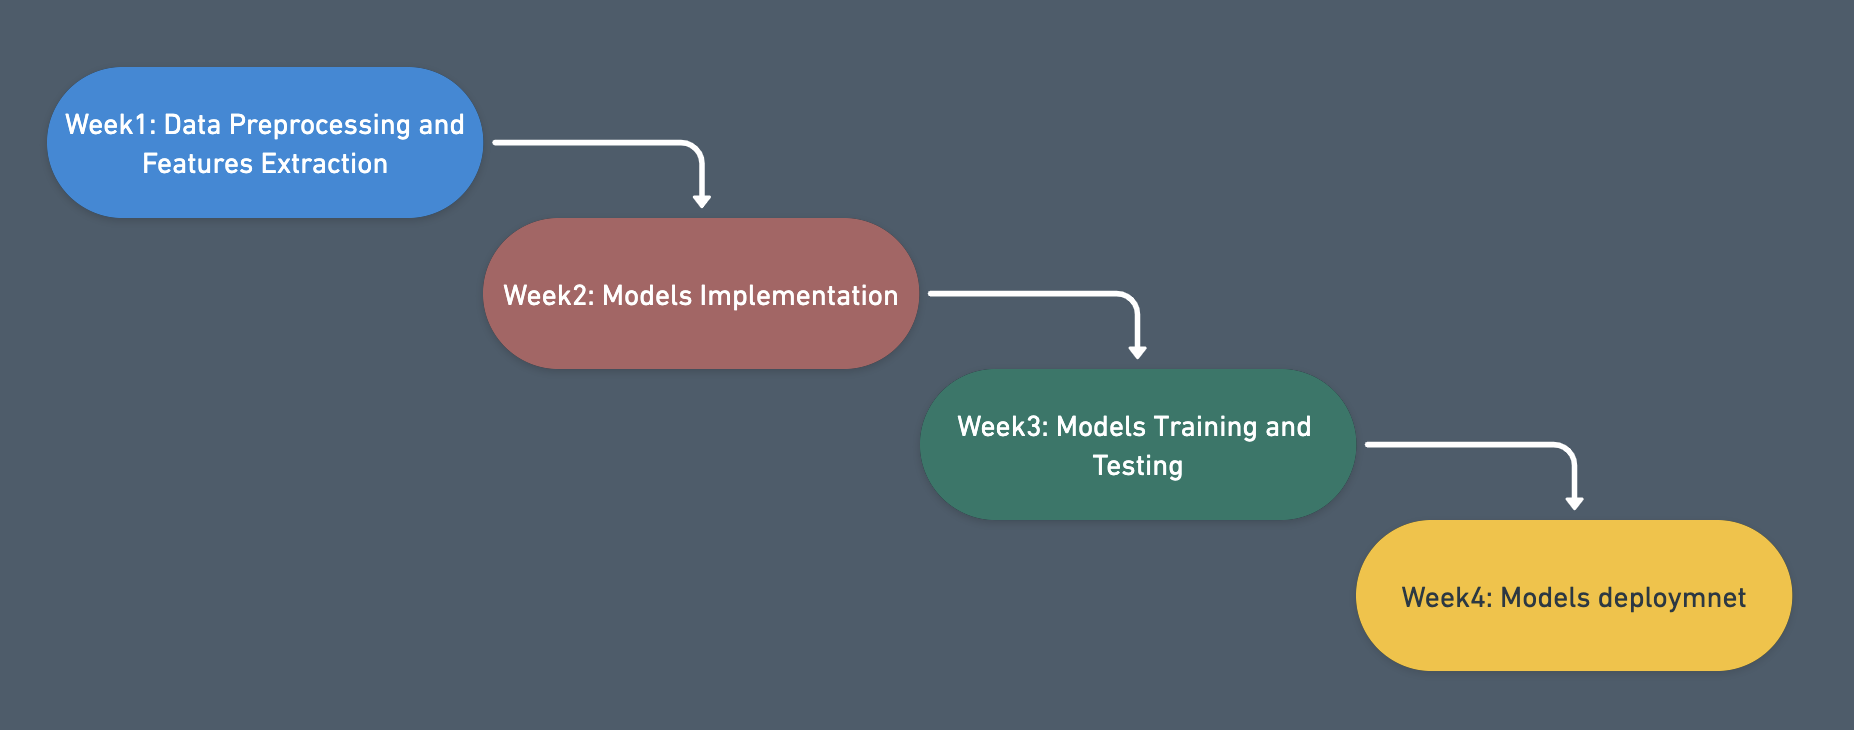 Week1: Data Preprocessing and
Features Extraction
Week2: Models Implementation
Week3: Models Training and
Testing
Week4: Models deploymnet